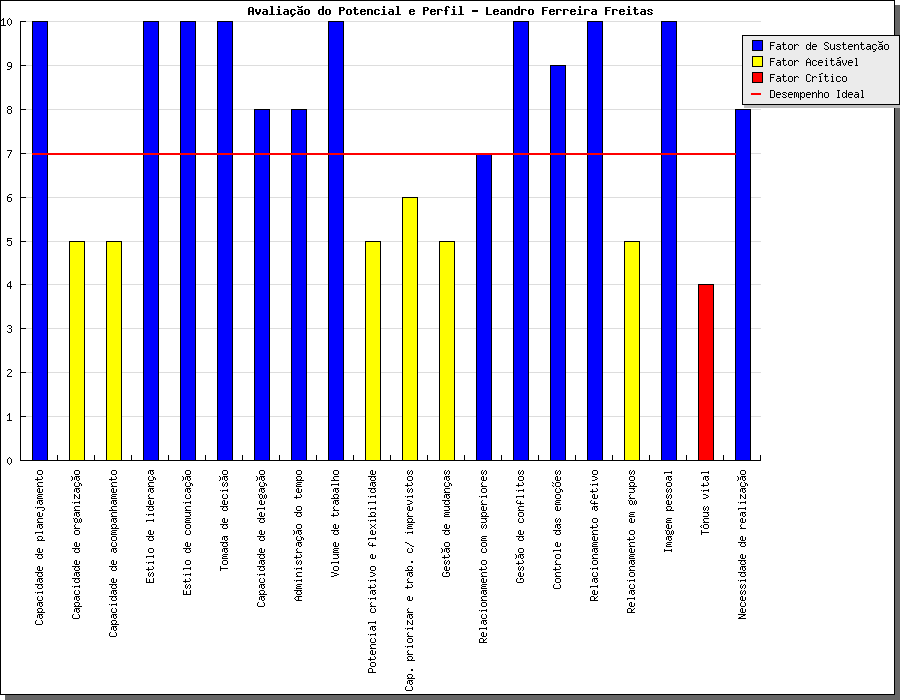 Avaliação do Potencial e Perfil - Leandro Ferreira Freitas
Fator de Sustentação
Fator Aceitável
Fator Crítico
Desempenho Ideal
10
9
8
7
6
5
4
3
2
1
0
Capacidade de planejamento
Capacidade de organização
Capacidade de acompanhamento
Estilo de liderança
Estilo de comunicação
Tomada de decisão
Capacidade de delegação
Administração do tempo
Volume de trabalho
Potencial criativo e flexibilidade
Cap. priorizar e trab. c/ imprevistos
Gestão de mudanças
Relacionamento com superiores
Gestão de conflitos
Controle das emoções
Relacionamento afetivo
Relacionamento em grupos
Imagem pessoal
Tônus vital
Necessidade de realização